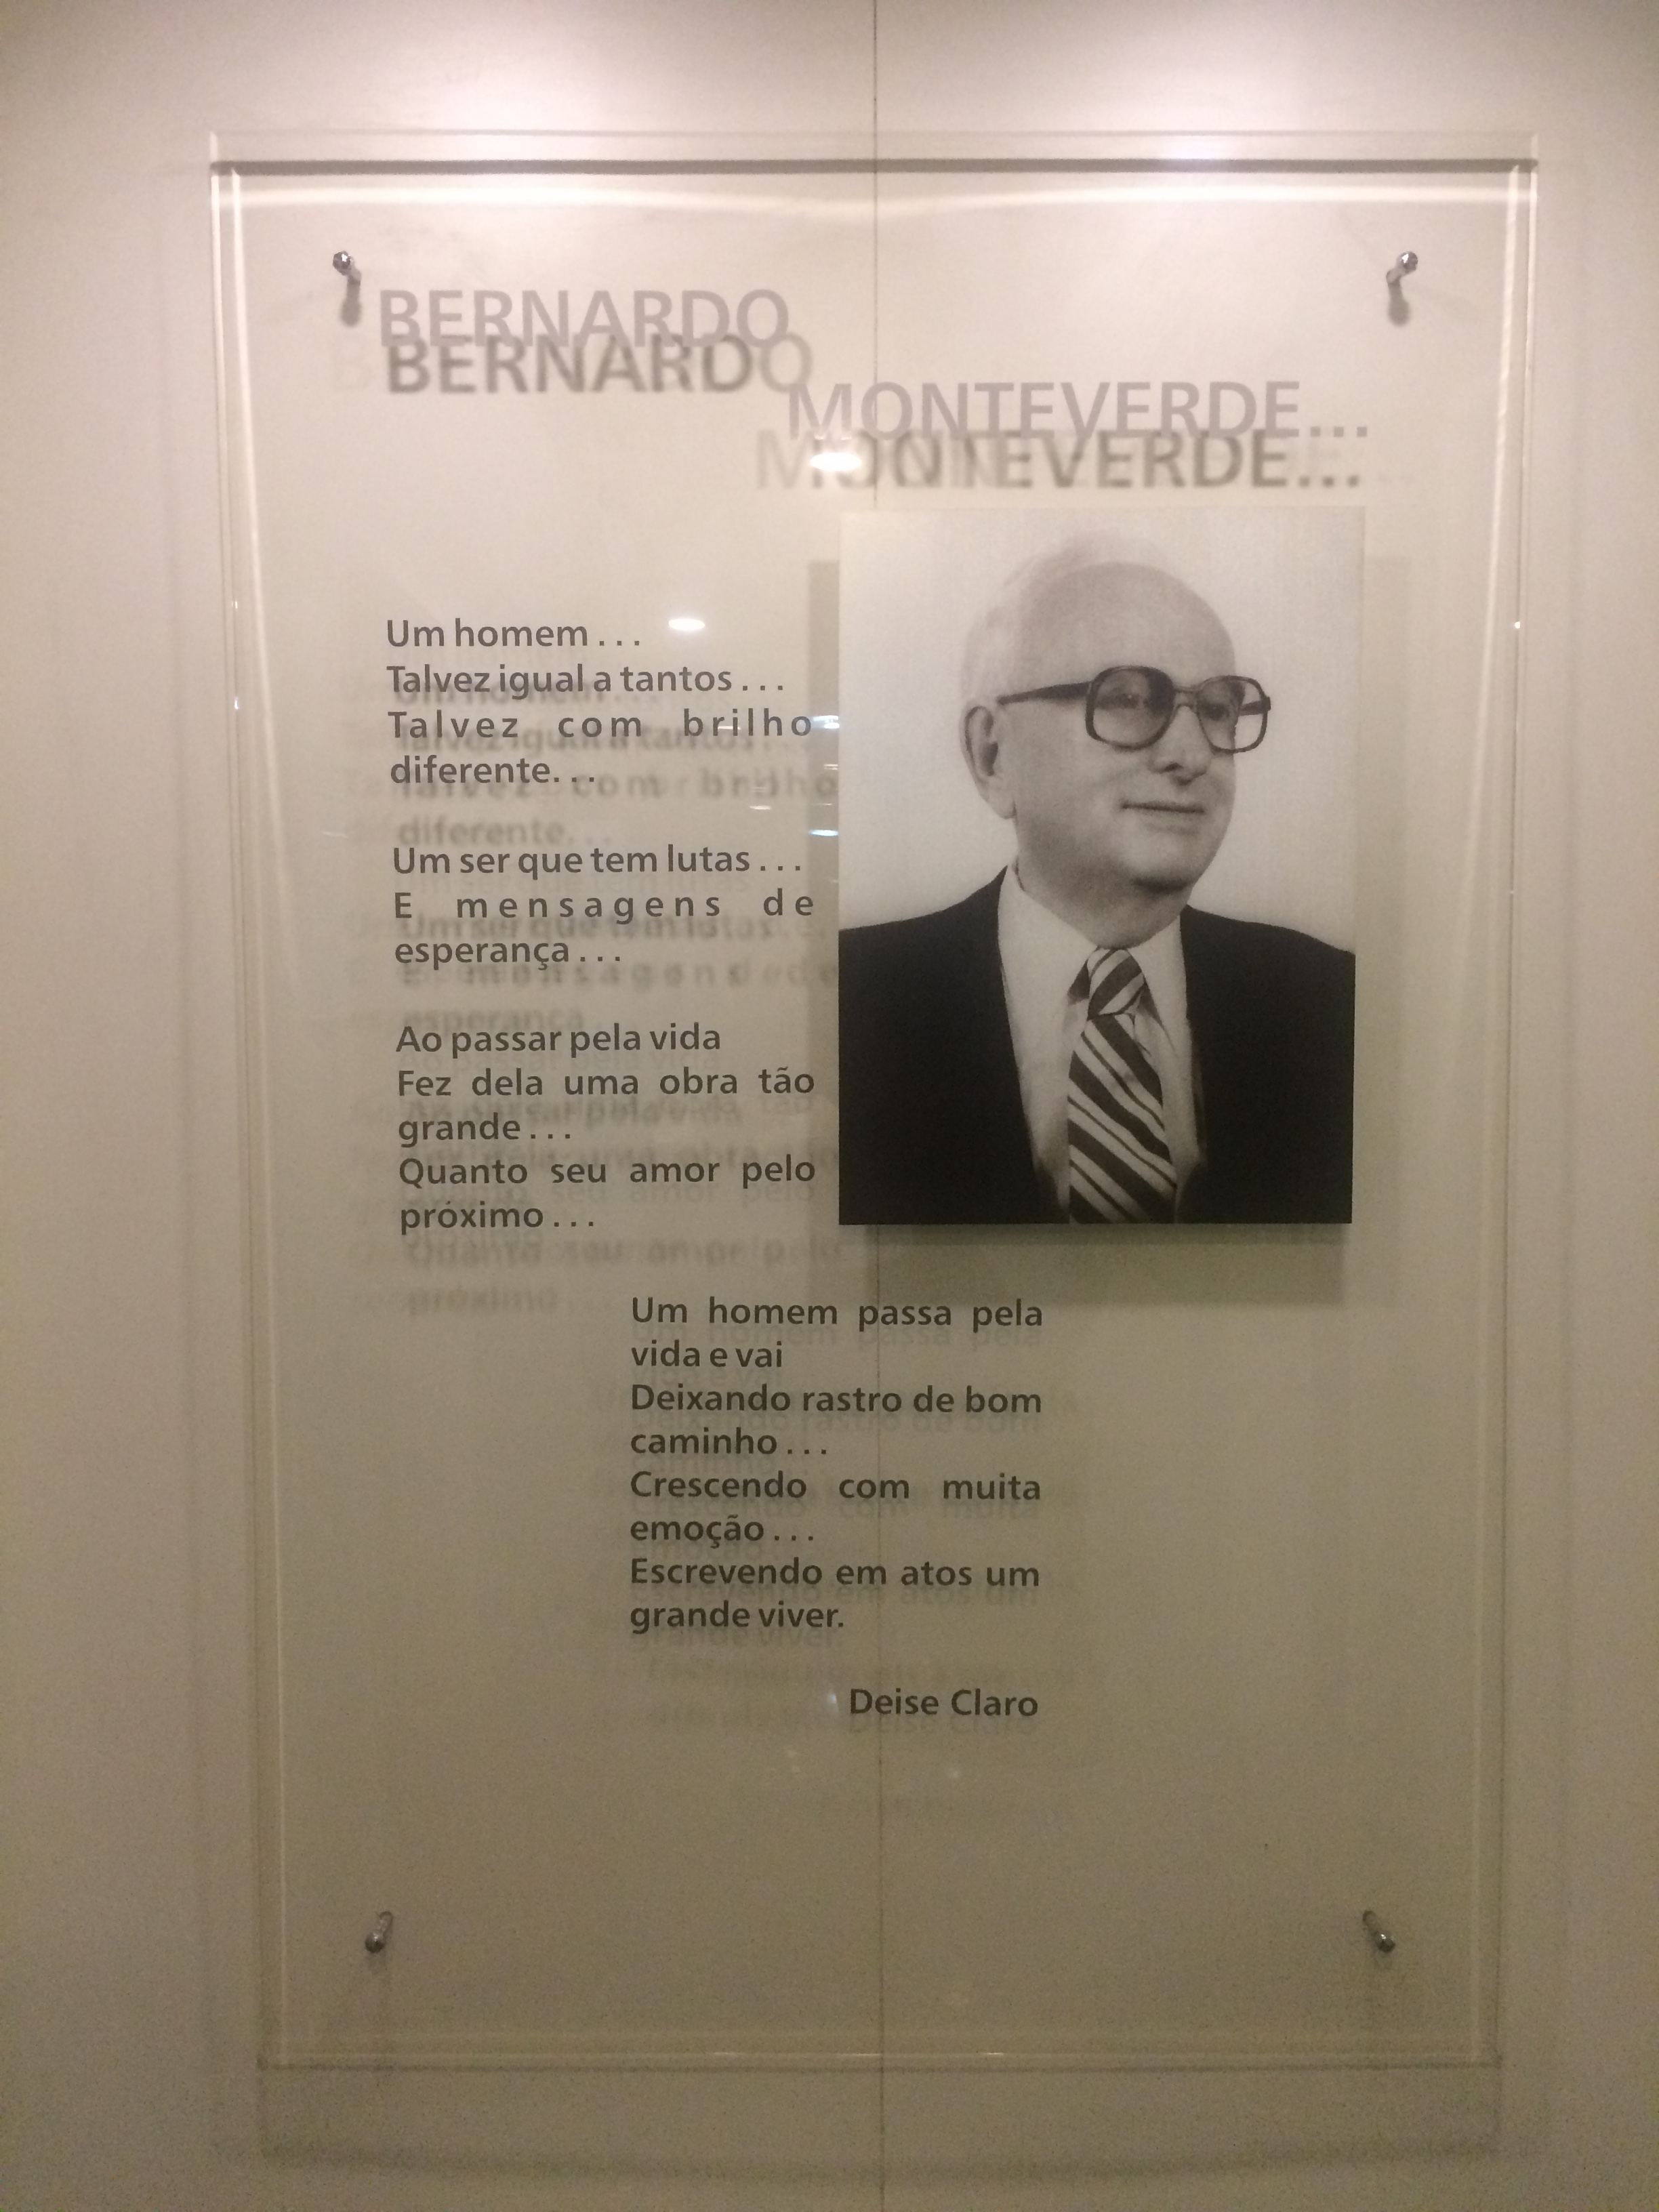 BERNARDO
MONTEVERDE...
Um homem . . .
Talvez igual a tantos . . .
Talvez com brilho
diferente. . .
Um ser que tem lutas . . .
E mensagens de
esperança . . .
Ao passar pela vida
Fez dela uma obra tão
grande . . .
Quanto seu amor pelo
próximo . . .
Um homem passa pela
vida e vai
Deixando rastro de bom
caminho . . .
Crescendo com muita
emoção . . .
Escrevendo em atos um
grande viver.
Deise Claro